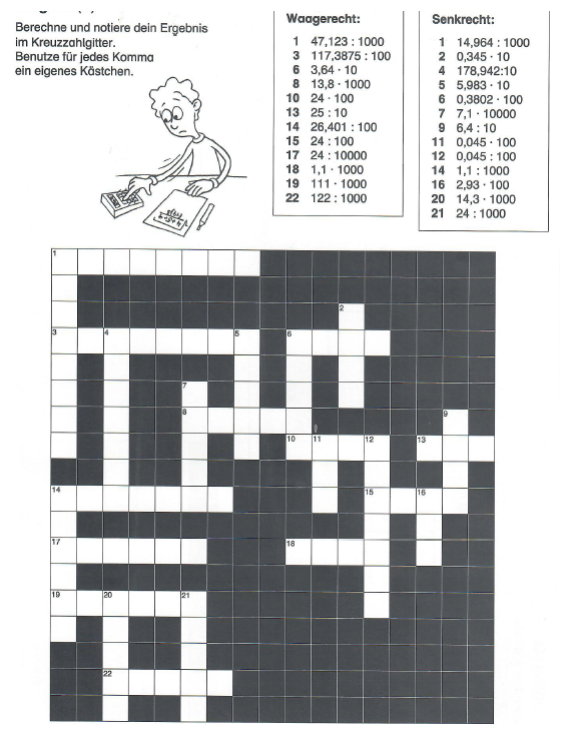 Berechne und notiere dein Ergebnis
im Kreuzzahlgitter.
Benutze für jedes Komma
ein eigenes Kästchen.
Waagerecht:
1 47,123 : 1000
3 117,3875 : 100
6 3,64 · 10
8 13,8 · 1000
10 24 · 100
13 25 : 10
14 26,401 : 100
15 24 : 100
17 24 : 10000
18 1,1 · 1000
19 111 · 1000
22 122 : 1000
Senkrecht:
1 14,964 : 1000
2 0,345 · 10
4 178,942:10
5 5,983 · 10
6 0,3802 · 100
7 7,1 · 10000
9 6,4 : 10
11 0,045 · 100
12 0,045 : 100
14 1,1 : 1000
16 2,93 · 100
20 14,3 · 1000
21 24 : 1000
1
2
3 4 5 6
7
8 9
10 11 12 13
14 15 16
17 18
19 20 21
22